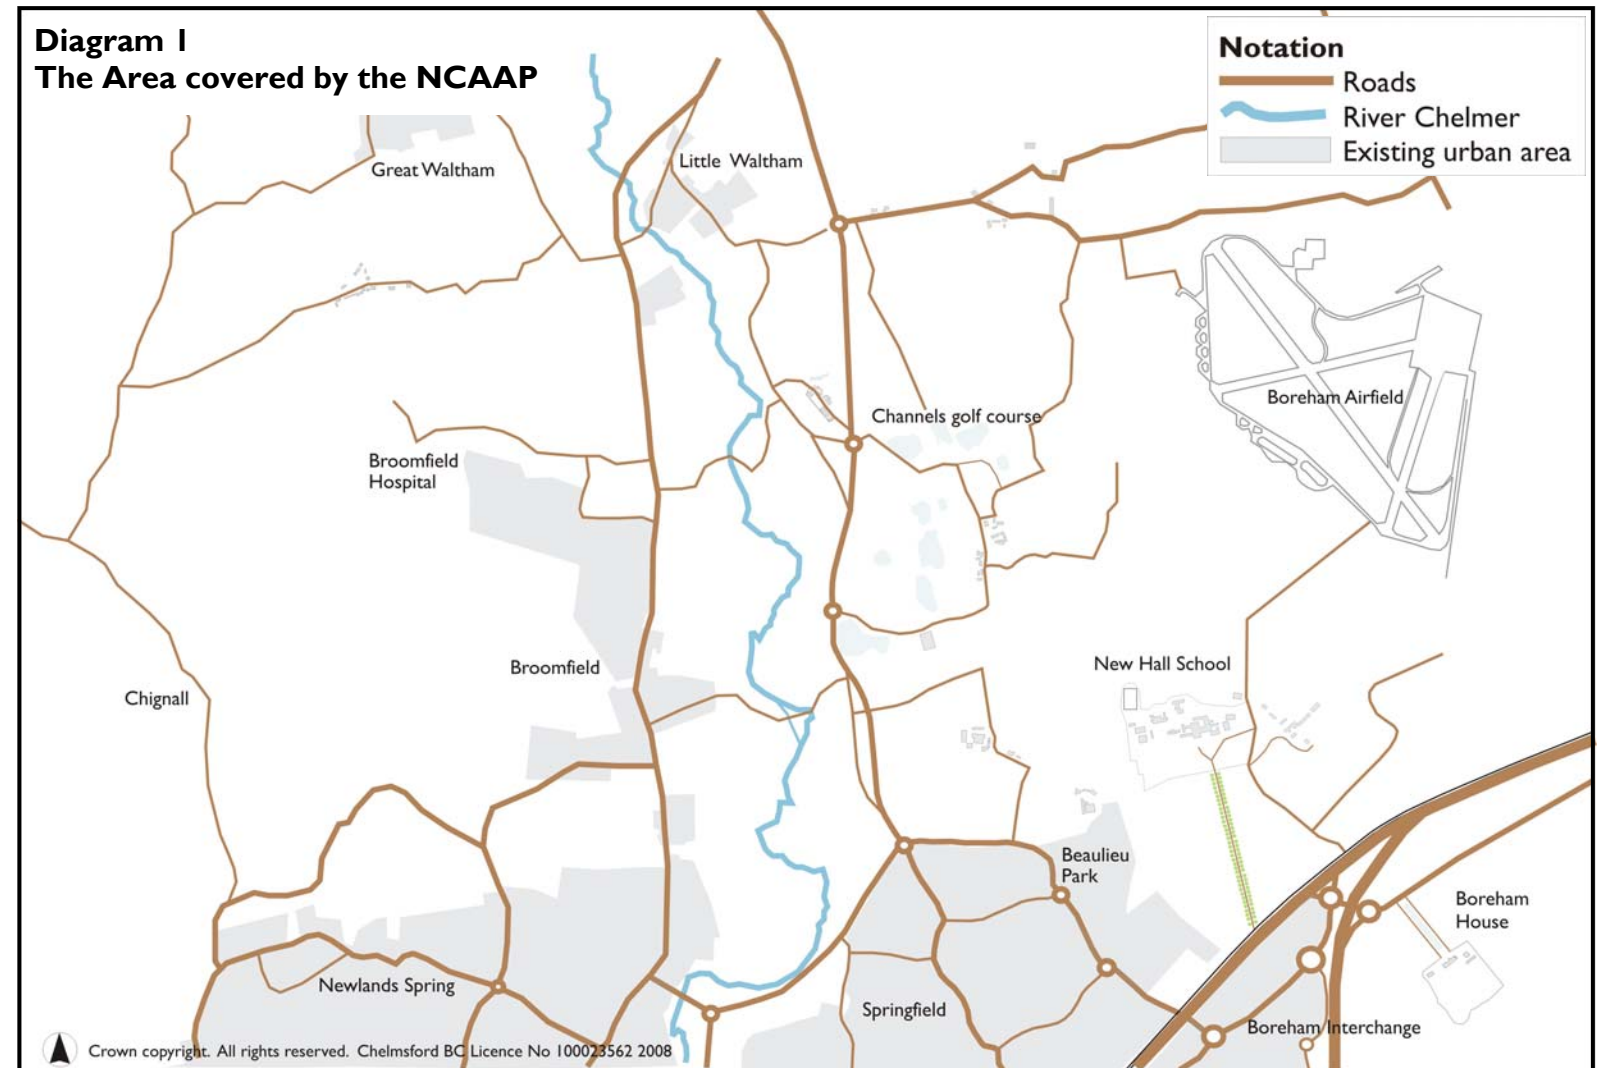 Diagram 1
The Area covered by the NCAAP
Notation
Roads
River Chelmer
Existing urban area
Great Waltham
Little Waltham
Boreham Airfield
Channels golf course
Broomfield
Hospital
New Hall School
Broomfield
Chignall
Beaulieu
Park
Boreham
House
Newlands Spring
Springfield
Boreham Interchange
Crown copyright. All rights reserved. Chelmsford BC Licence No 100023562 2008